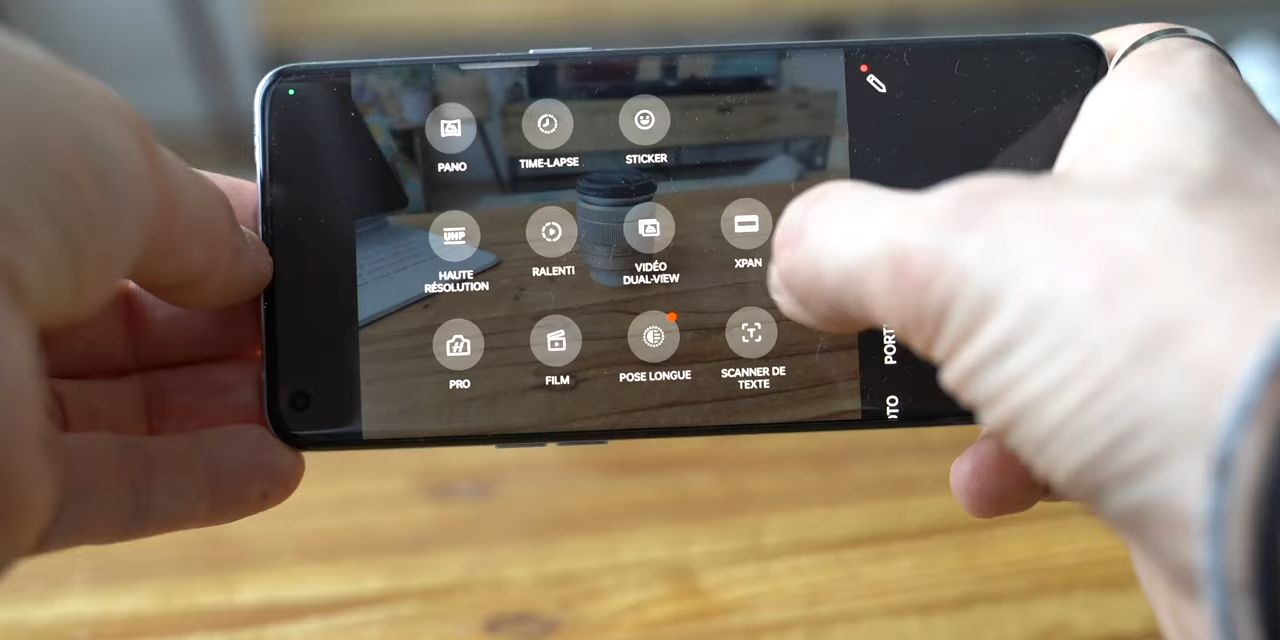 PANO
TIME-LAPSE
STICKER
UHP
HAUTE
RÉSOLUTION
RALENTI
VIDÉO
DUAL-VIEW
XPAN
PRO
FILM
POSE LONGUE
T
SCANNER DE
TEXTE
PORT
OTO